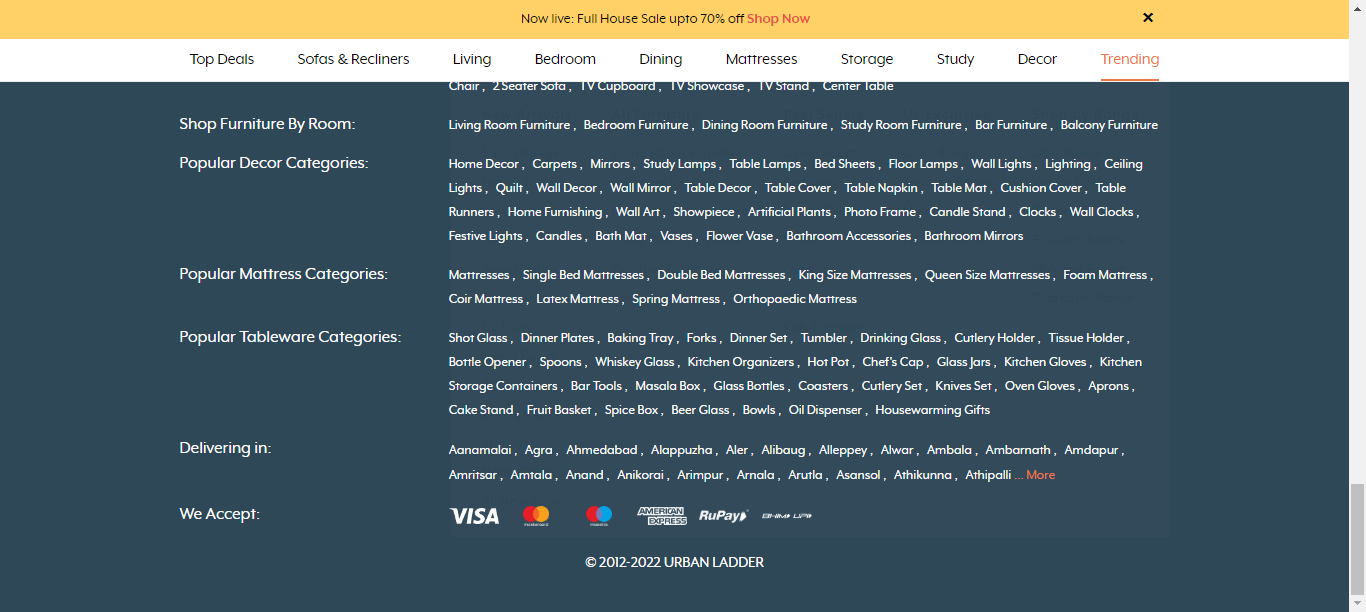 Now live: Full House Sale upto 70% off Shop Now ✕
Top Deals Sofas & Recliners Living Bedroom Dining Mattresses Storage Study Decor Trending
Chair , 2 Seater Sofa , TV Cupboard , TV Showcase , TV Stand , Center Table
Shop Furniture By Room: Living Room Furniture , Bedroom Furniture , Dining Room Furniture , Study Room Furniture , Bar Furniture , Balcony Furniture
Popular Decor Categories: Home Decor , Carpets , Mirrors , Study Lamps , Table Lamps , Bed Sheets , Floor Lamps , Wall Lights , Lighting , Ceiling
Lights , Quilt , Wall Decor , Wall Mirror , Table Decor , Table Cover , Table Napkin , Table Mat , Cushion Cover , Table
Runners , Home Furnishing , Wall Art , Showpiece , Artificial Plants , Photo Frame , Candle Stand , Clocks , Wall Clocks ,
Festive Lights , Candles , Bath Mat , Vases , Flower Vase , Bathroom Accessories , Bathroom Mirrors
Popular Mattress Categories: Mattresses , Single Bed Mattresses , Double Bed Mattresses , King Size Mattresses , Queen Size Mattresses , Foam Mattress ,
Coir Mattress , Latex Mattress , Spring Mattress , Orthopaedic Mattress
Popular Tableware Categories: Shot Glass , Dinner Plates , Baking Tray , Forks , Dinner Set , Tumbler , Drinking Glass , Cutlery Holder , Tissue Holder ,
Bottle Opener , Spoons , Whiskey Glass , Kitchen Organizers , Hot Pot , Chef's Cap , Glass Jars , Kitchen Gloves , Kitchen
Storage Containers , Bar Tools , Masala Box , Glass Bottles , Coasters , Cutlery Set , Knives Set , Oven Gloves , Aprons ,
Cake Stand , Fruit Basket , Spice Box , Beer Glass , Bowls , Oil Dispenser , Housewarming Gifts
Delivering in: Aanamalai , Agra , Ahmedabad , Alappuzha , Aler , Alibaug , Alleppey , Alwar , Ambala , Ambarnath , Amdapur ,
Amritsar , Amtala , Anand , Anikorai , Arimpur , Arnala , Arutla , Asansol , Athikunna , Athipalli ... More
We Accept: VISA mastercard maestro AMERICAN EXPRESS RuPay BHIM UPI
© 2012-2022 URBAN LADDER